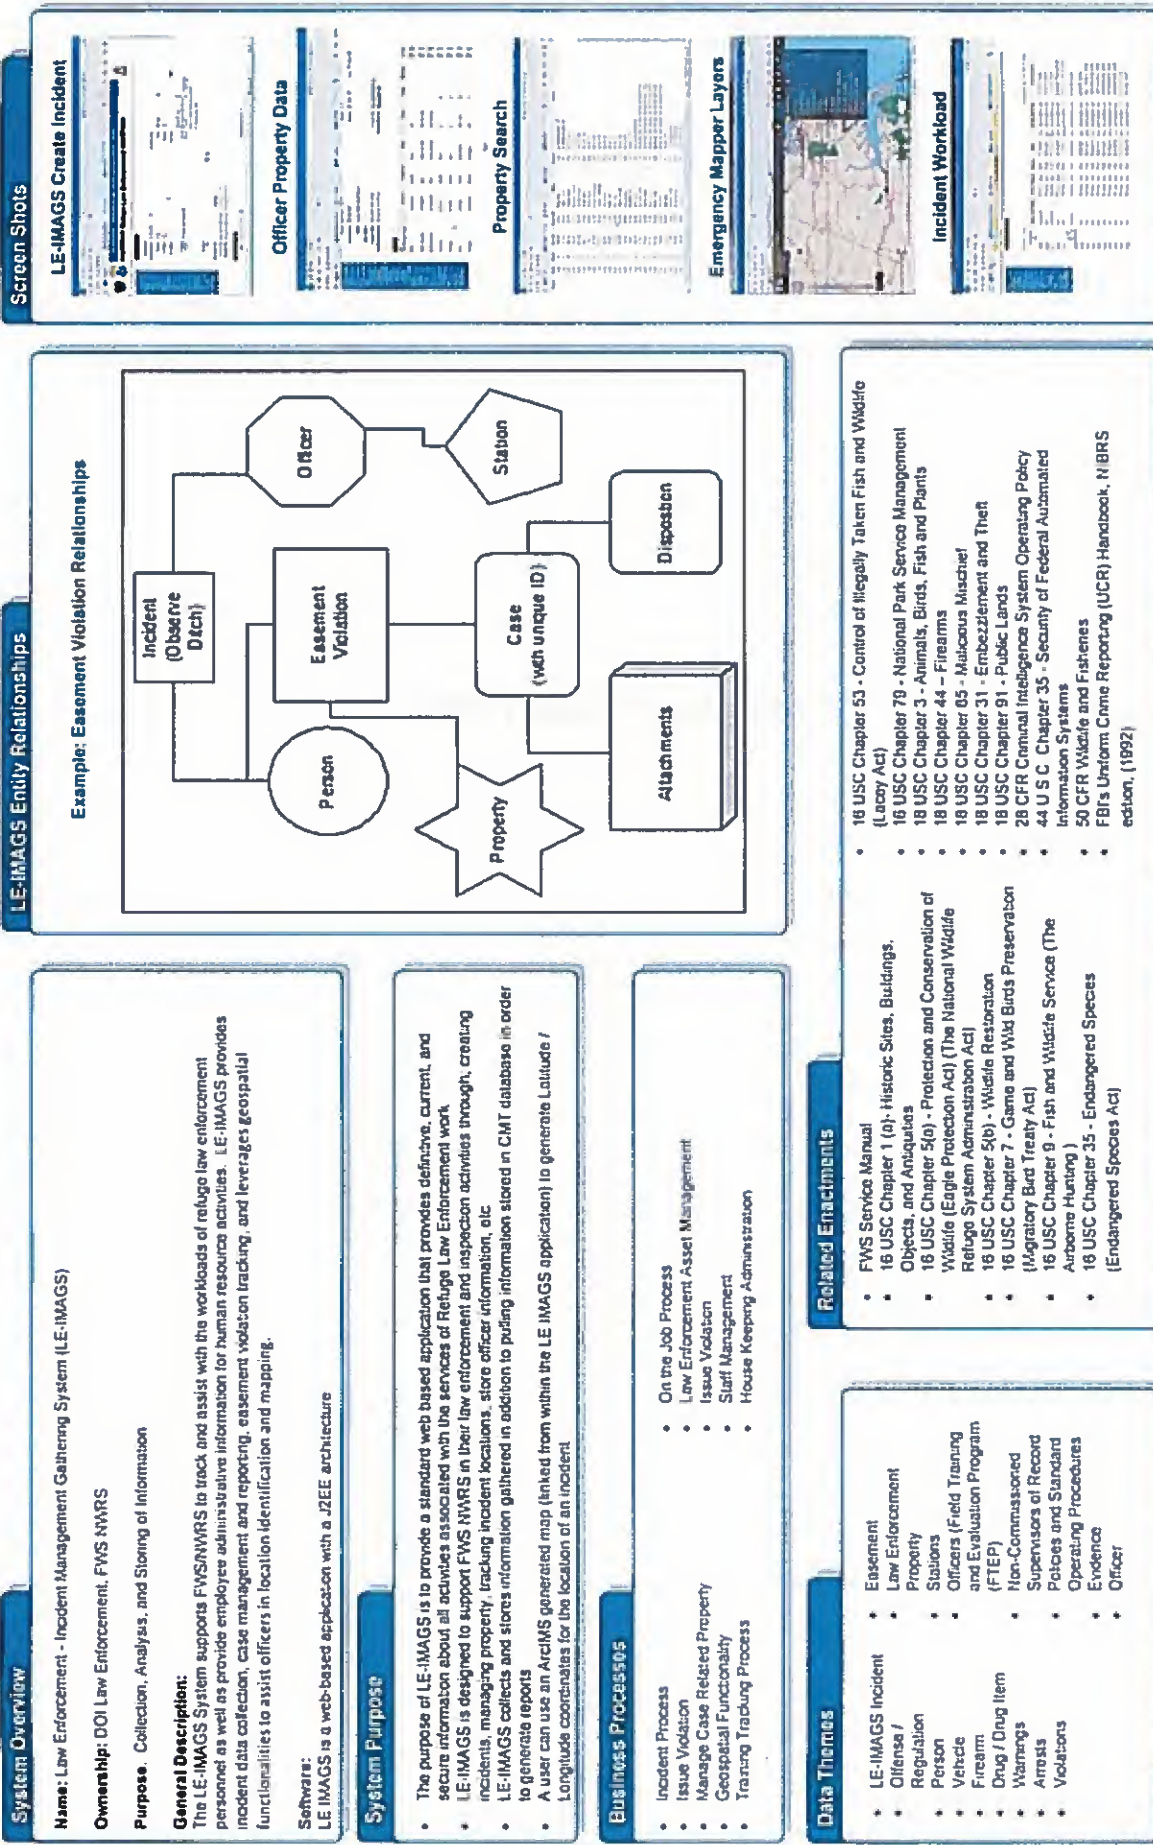 System Overview
Name: Law Enforcement - Incident Management Gathering System (LE-IMAGS)
Ownership: DOI Law Enforcement, FWS NWRS
Purpose. Collection, Analysis, and Storing of Information
General Description:
The LE-IMAGS System supports FWS/NWRS to track and assist with the workloads of refuge law enforcement
personnel as well as provide employee administrative information for human resource activities. LE-IMAGS provides
incident data collection, case management and reporting, easement violation tracking, and leverages geospatial
functionalities to assist officers in location identification and mapping.
Software:
LE IMAGS is a web-based application with a J2EE architecture
System Purpose
• The purpose of LE-IMAGS is to provide a standard web based application that provides definitive, current, and
secure information about all activities associated with the services of Refuge Law Enforcement work
• LE-IMAGS is designed to support FWS NWRS in their law enforcement and inspection activities through; creating
incidents, managing property, tracking incident locations, store officer information, etc
• LE-IMAGS collects and stores information gathered in addition to pulling information stored in CMT database in order
to generate reports
• A user can use an ArcIMS generated map (linked from within the LE IMAGS application) to generate Latitude /
Longitude coordinates for the location of an incident
Business Processes
• Incident Process
• Issue Violation
• Manage Case Related Property
• Geospatial Functionality
• Training Tracking Process
• On the Job Process
• Law Enforcement Asset Management
• Issue Violation
• Staff Management
• House Keeping Administration
Data Themes
• LE-IMAGS Incident
• Offense /
Regulation
• Person
• Vehicle
• Firearm
• Drug / Drug Item
• Warnings
• Arrests
• Violations
• Easement
• Law Enforcement
Property
• Stations
• Officers (Field Training
and Evaluation Program
(FTEP)
• Non-Commissioned
• Supervisors of Record
• Policies and Standard
Operating Procedures
• Evidence
• Officer
Related Enactments
• FWS Service Manual
• 16 USC Chapter 1 (a)- Historic Sites, Buildings,
Objects, and Antiquities
• 16 USC Chapter 5(a) - Protection and Conservation of
Wildlife (Eagle Protection Act) (The National Wildlife
Refuge System Administration Act)
• 16 USC Chapter 5(b) - Wildlife Restoration
• 16 USC Chapter 7 - Game and Wild Birds Preservation
(Migratory Bird Treaty Act)
• 16 USC Chapter 9 - Fish and Wildlife Service (The
Airborne Hunting )
• 16 USC Chapter 35 - Endangered Species
(Endangered Species Act)
• 16 USC Chapter 53 - Control of Illegally Taken Fish and Wildlife
(Lacey Act)
• 16 USC Chapter 79 - National Park Service Management
• 18 USC Chapter 3 - Animals, Birds, Fish and Plants
• 18 USC Chapter 44 – Firearms
• 18 USC Chapter 65 - Malicious Mischief
• 18 USC Chapter 31 - Embezzlement and Theft
• 18 USC Chapter 91 - Public Lands
• 28 CFR Criminal Intelligence System Operating Policy
• 44 U S C Chapter 35 - Security of Federal Automated
Information Systems
• 50 CFR Wildlife and Fisheries
• FBI's Uniform Crime Reporting (UCR) Handbook, NIBRS
edition, (1992)
LE-IMAGS Entity Relationships
Example: Easement Violation Relationships
Incident
(Observe
Ditch)
Person
Officer
Easement
Violation
Property
Station
Case
(with unique ID)
Attachments
Disposition
Screen Shots
LE-IMAGS Create Incident
Officer Property Data
Property Search
Emergency Mapper Layers
Incident Workload